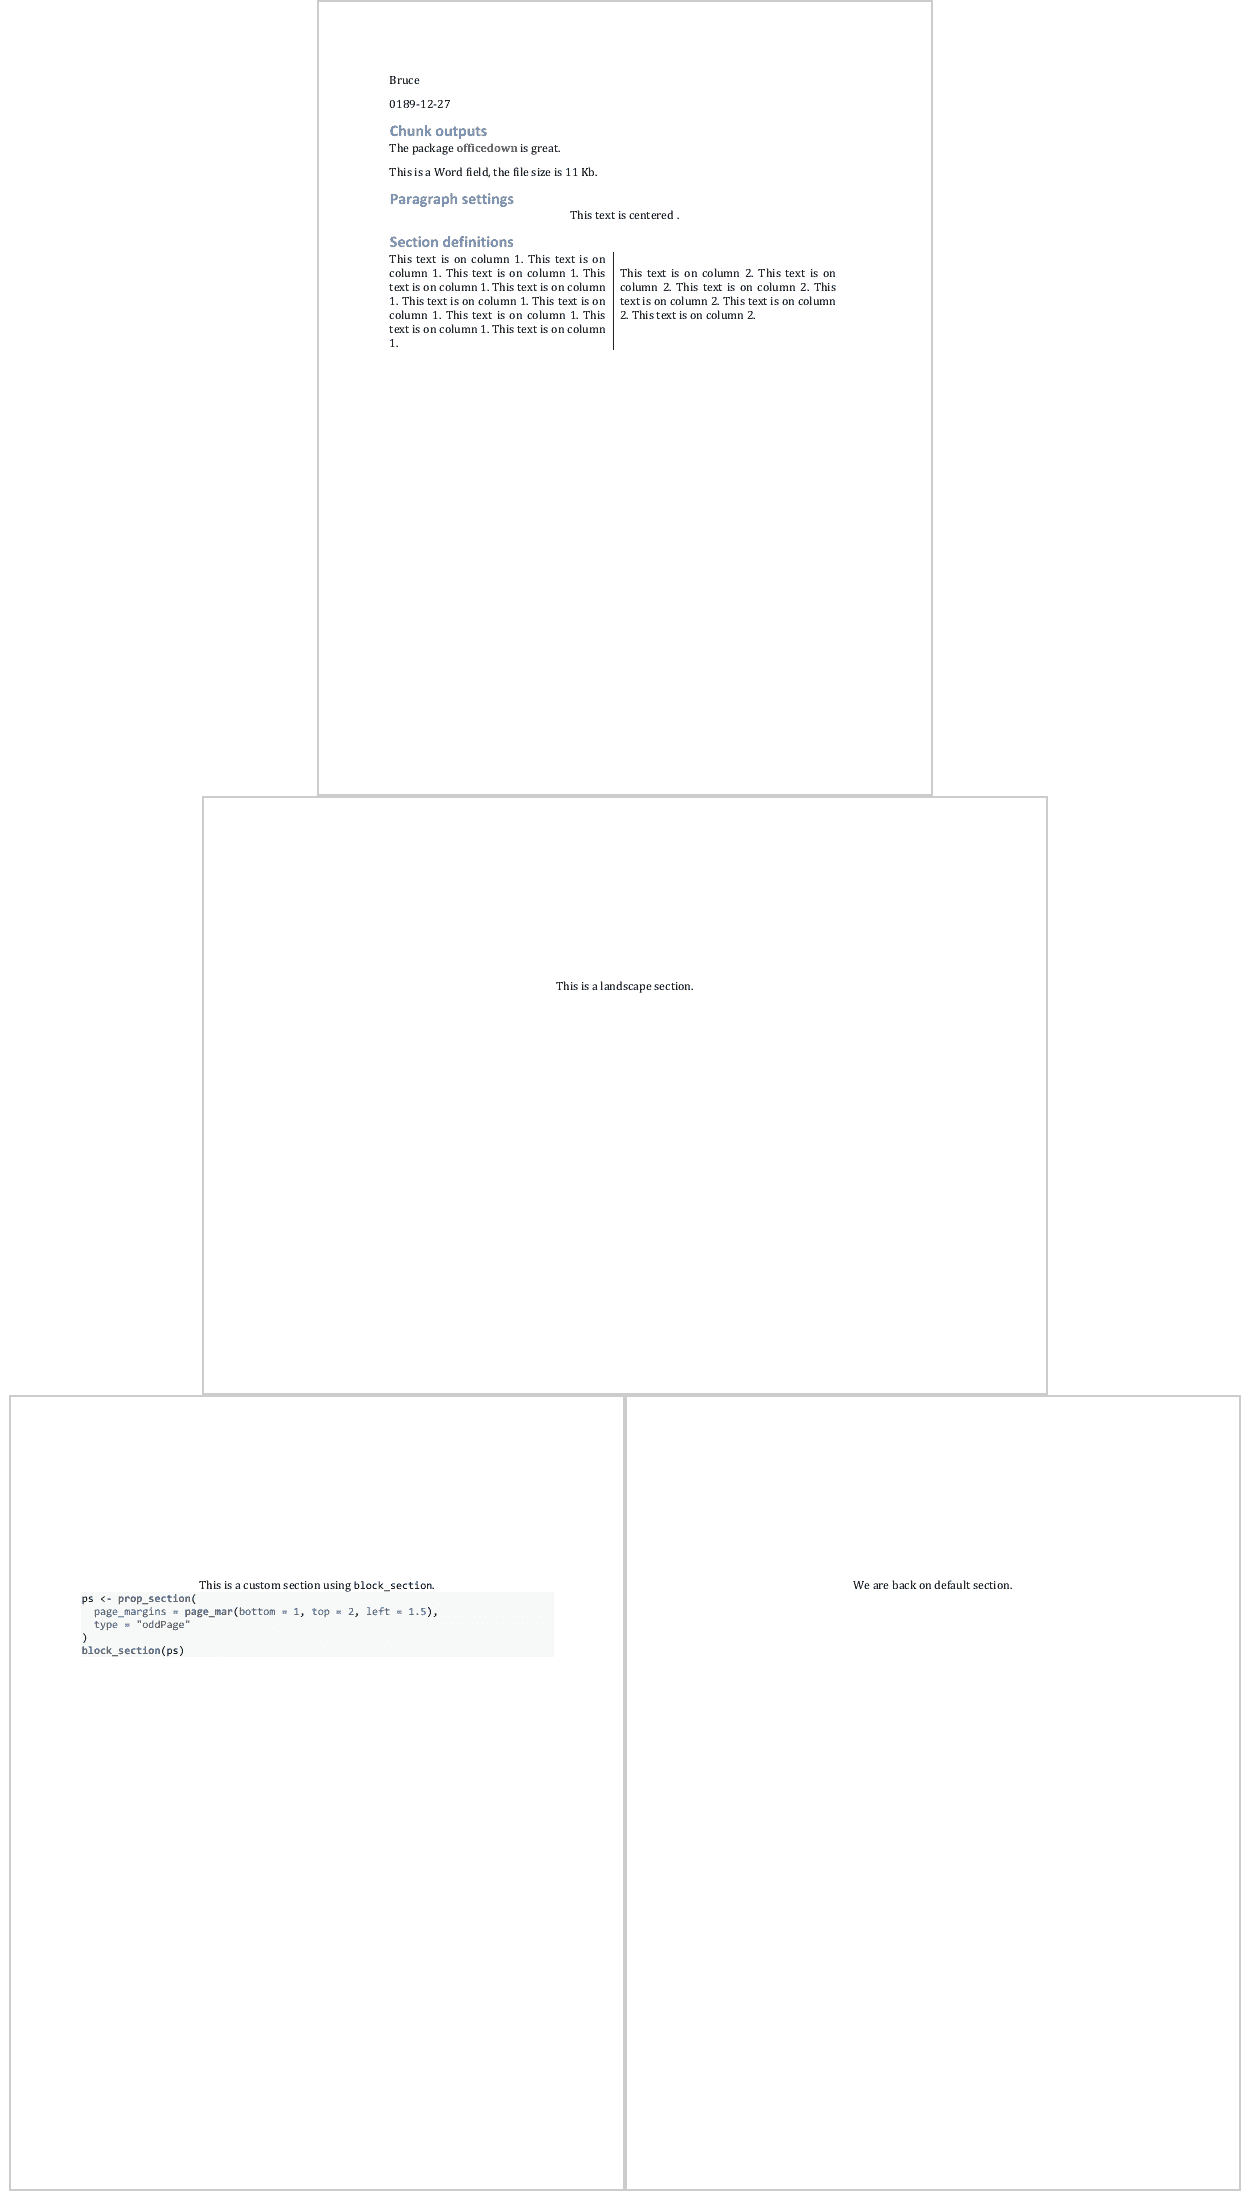 Bruce
0189-12-27
Chunk outputs
The package officedown is great.
This is a Word field, the file size is 11 Kb.
Paragraph settings
This text is centered .
Section definitions
This text is on column 1. This text is on
column 1. This text is on column 1. This
text is on column 1. This text is on column
1. This text is on column 1. This text is on
column 1. This text is on column 1. This
text is on column 1. This text is on column
1.
This text is on column 2. This text is on
column 2. This text is on column 2. This
text is on column 2. This text is on column
2. This text is on column 2.
This is a landscape section.
This is a custom section using block_section.
ps <- prop_section(
  page_margins = page_mar(bottom = 1, top = 2, left = 1.5),
  type = "oddPage"
)
block_section(ps)
We are back on default section.